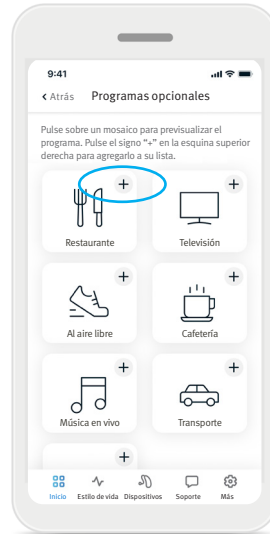 9:41
Atrás Programas opcionales
Pulse sobre un mosaico para previsualizar el
programa. Pulse el signo "+" en la esquina superior
derecha para agregarlo a su lista.
+ +
Restaurante Televisión
+ +
Al aire libre Cafetería
+ +
Música en vivo Transporte
+
Inicio Estilo de vida Dispositivos Soporte Más